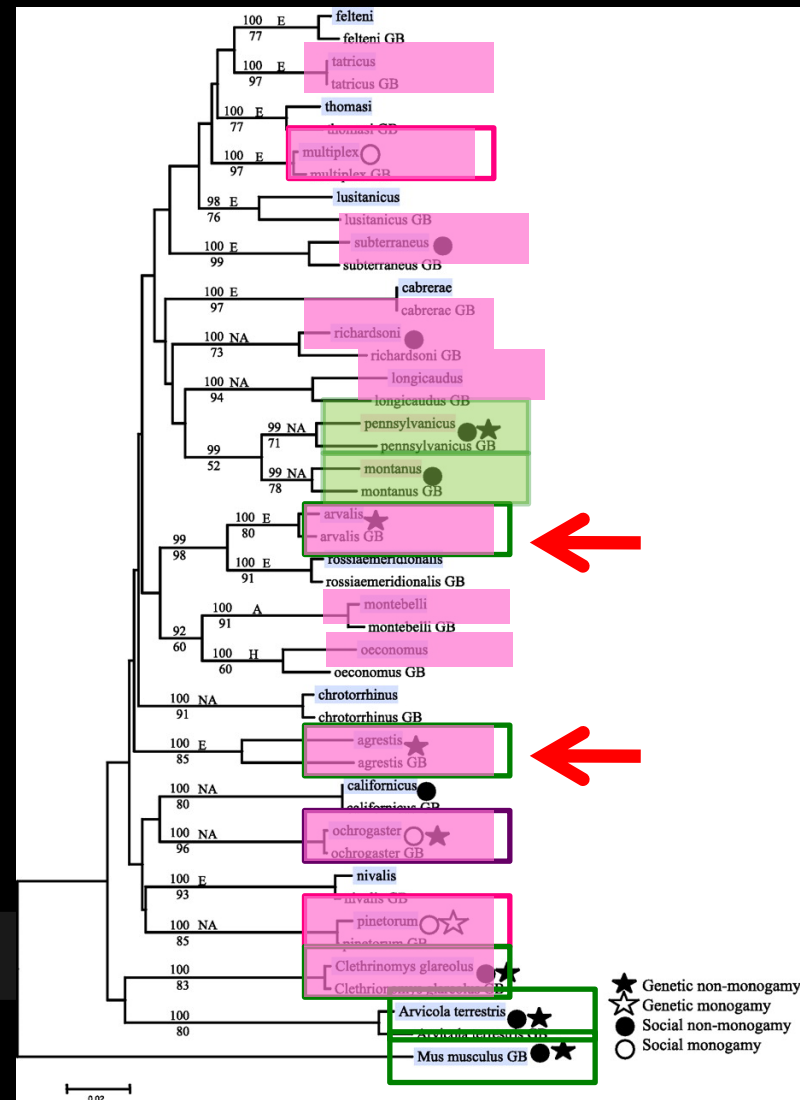 felteni
100 E
77
felteni GB
tatricus
100 E
97
tatricus GB
thomasi
100 E
77
thomasi GB
multiplex
100 E
97
multiplex GB
lusitanicus
98 E
76
lusitanicus GB
subterraneus
100 E
99
subterraneus GB
cabrerae
100 E
97
cabrerae GB
richardsoni
100 NA
73
richardsoni GB
longicaudus
100 NA
94
longicaudus GB
pennsylvanicus
99 NA
71
pennsylvanicus GB
99
52
montanus
99 NA
78
montanus GB
arvalis
100 E
80
arvalis GB
99
98
rossiaemeridionalis
100 E
91
rossiaemeridionalis GB
montebelli
100 A
91
montebelli GB
92
60
oeconomus
100 H
60
oeconomus GB
chrotorrhinus
100 NA
91
chrotorrhinus GB
agrestis
100 E
85
agrestis GB
californicus
100 NA
80
californicus GB
ochrogaster
100 NA
96
ochrogaster GB
nivalis
100 E
93
nivalis GB
pinetorum
100 NA
85
pinetorum GB
Clethrinomys glareolus
100
83
Clethrionomys glareolus GB
Arvicola terrestris
100
80
Arvicola terrestris GB
Mus musculus GB
Genetic non-monogamy
Genetic monogamy
Social non-monogamy
Social monogamy
0.02